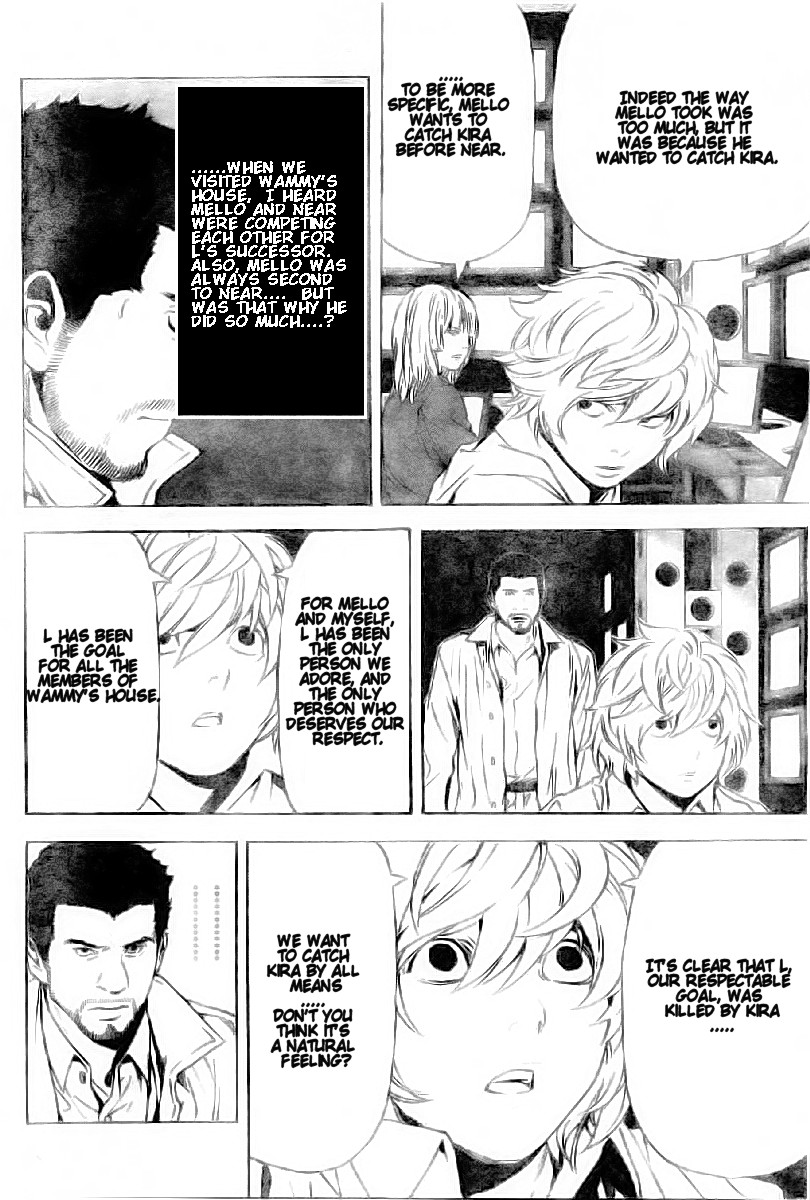 INDEED THE WAY
MELLO TOOK WAS
TOO MUCH, BUT IT
WAS BECAUSE HE
WANTED TO CATCH KIRA.
.....
TO BE MORE
SPECIFIC, MELLO
WANTS TO
CATCH KIRA
BEFORE NEAR.
......WHEN WE
VISITED WAMMY'S
HOUSE, I HEARD
MELLO AND NEAR
WERE COMPETING
EACH OTHER FOR
L'S SUCCESSOR.
ALSO, MELLO WAS
ALWAYS SECOND
TO NEAR.... BUT
WAS THAT WHY HE
DID SO MUCH....?
FOR MELLO
AND MYSELF,
L HAS BEEN
THE ONLY
PERSON WE
ADORE, AND
THE ONLY
PERSON WHO
DESERVES OUR
RESPECT.
L HAS BEEN
THE GOAL
FOR ALL THE
MEMBERS OF
WAMMY'S HOUSE.
IT'S CLEAR THAT L,
OUR RESPECTABLE
GOAL, WAS
KILLED BY KIRA
.....
WE WANT
TO CATCH
KIRA BY ALL
MEANS
.....
DON'T YOU
THINK IT'S
A NATURAL
FEELING?